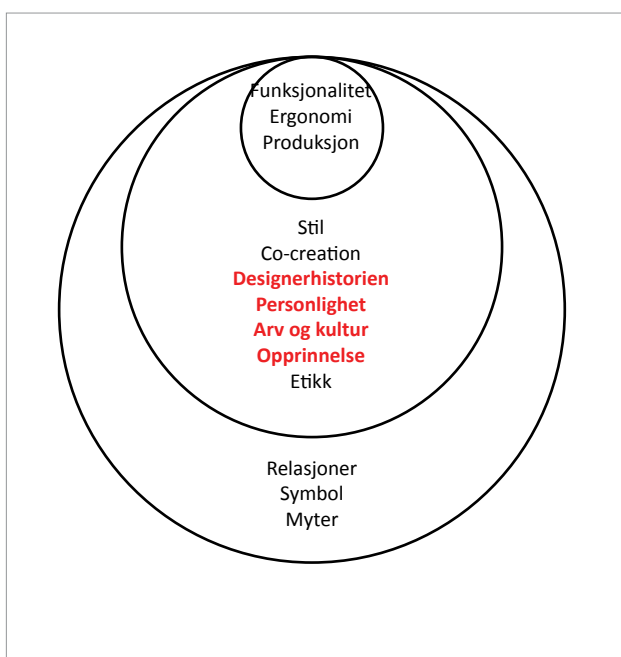 Funksjonalitet
Ergonomi
Produksjon
Stil
Co-creation
Designerhistorien
Personlighet
Arv og kultur
Opprinnelse
Etikk
Relasjoner
Symbol
Myter